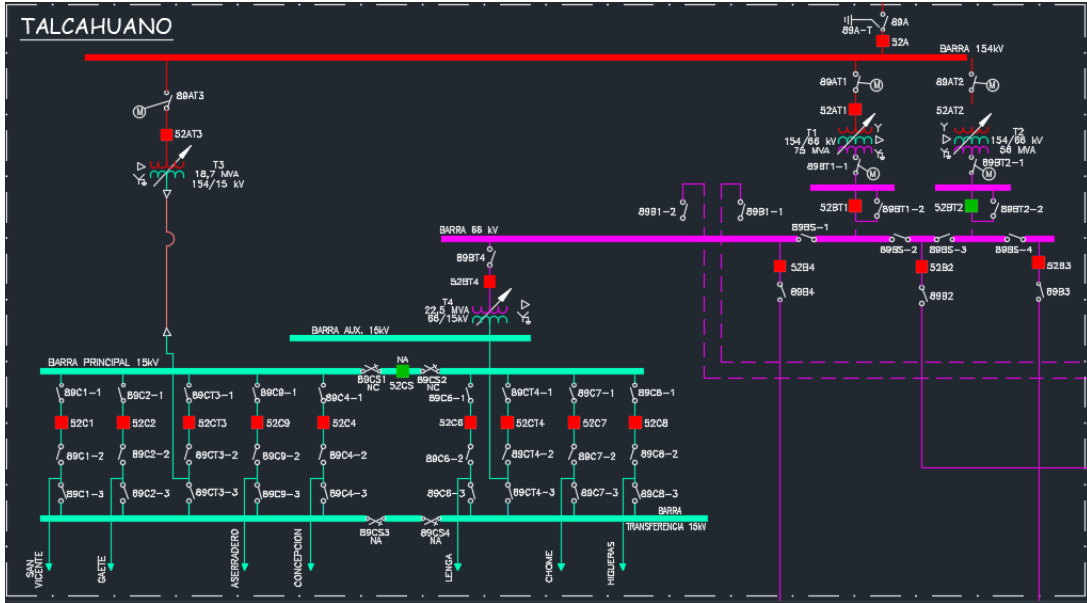 TALCAHUANO
89A
89A-T
52A
BARRA 154kV
89AT3
M
52AT3
T3
18,7 MVA
154/15 kV
89AT1
M
89AT2
M
52AT1
52AT2
T1
154/66 kV
75 MVA
T2
154/66 kV
56 MVA
89BT1-1
M
89BT2-1
M
52BT1
89BT1-2
52BT2
89BT2-2
89B1-2
89B1-1
BARRA 66 kV
89BS-1
89BS-2
89BS-3
89BS-4
89BT4
52BT4
52B4
52B2
52B3
89B4
89B2
89B3
T4
22,5 MVA
66/15kV
BARRA AUX. 15kV
BARRA PRINCIPAL 15kV
NA
89CS1
NC
52CS
89CS2
NC
89C1-1
89C2-1
89CT3-1
89C9-1
89C4-1
89C6-1
89CT4-1
89C7-1
89C8-1
52C1
52C2
52CT3
52C9
52C4
52C6
52CT4
52C7
52C8
89C1-2
89C2-2
89CT3-2
89C9-2
89C4-2
89C6-2
89CT4-2
89C7-2
89C8-2
89C1-3
89C2-3
89CT3-3
89C9-3
89C4-3
89C6-3
89CT4-3
89C7-3
89C8-3
BARRA
TRANSFERENCIA 15kV
89CS3
NA
89CS4
NA
SAN
VICENTE
GAETE
ASERRADERO
CONCEPCION
LENGA
CHOME
HIGUERAS